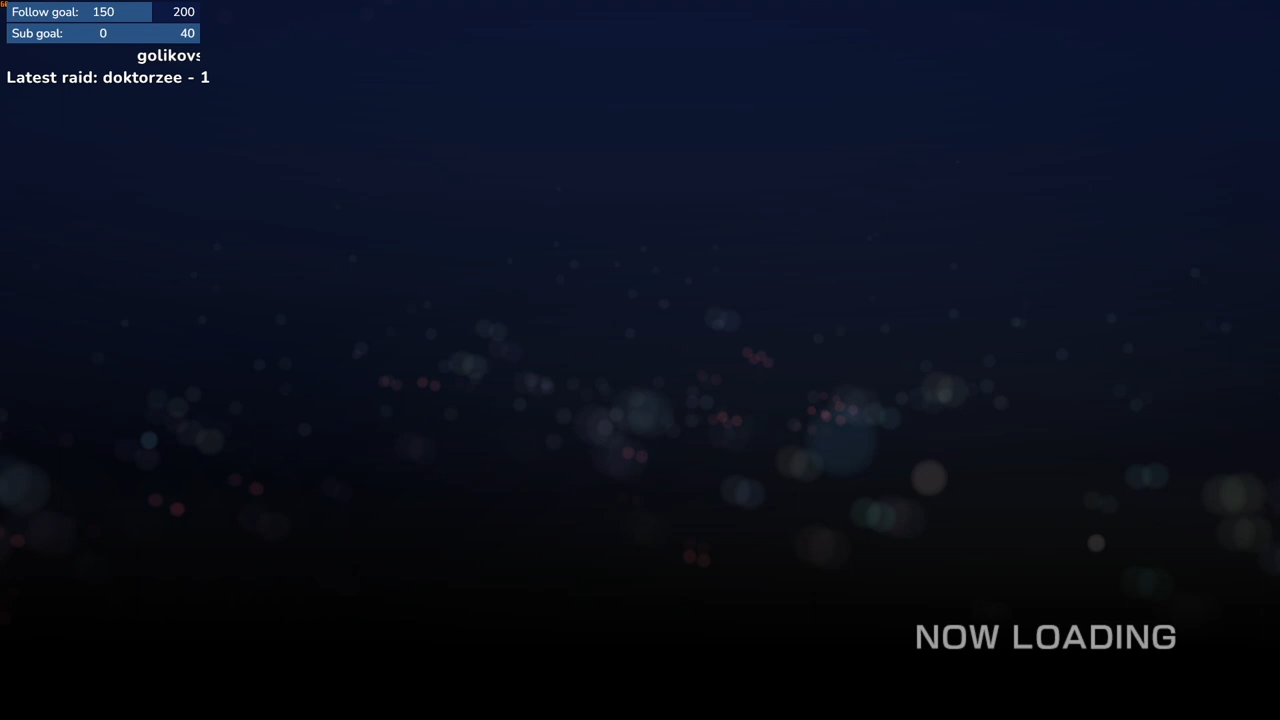 Follow goal: 150 200
Sub goal: 0 40
golikovs
Latest raid: doktorzee - 1
NOW LOADING